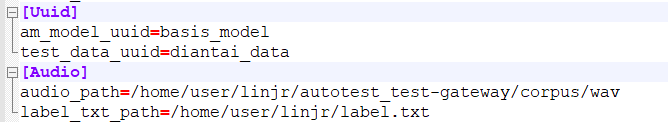 [Uuid]
am_model_uuid=basis_model
test_data_uuid=diantai_data
[Audio]
audio_path=/home/user/linjr/autotest_test-gateway/corpus/wav
label_txt_path=/home/user/linjr/label.txt